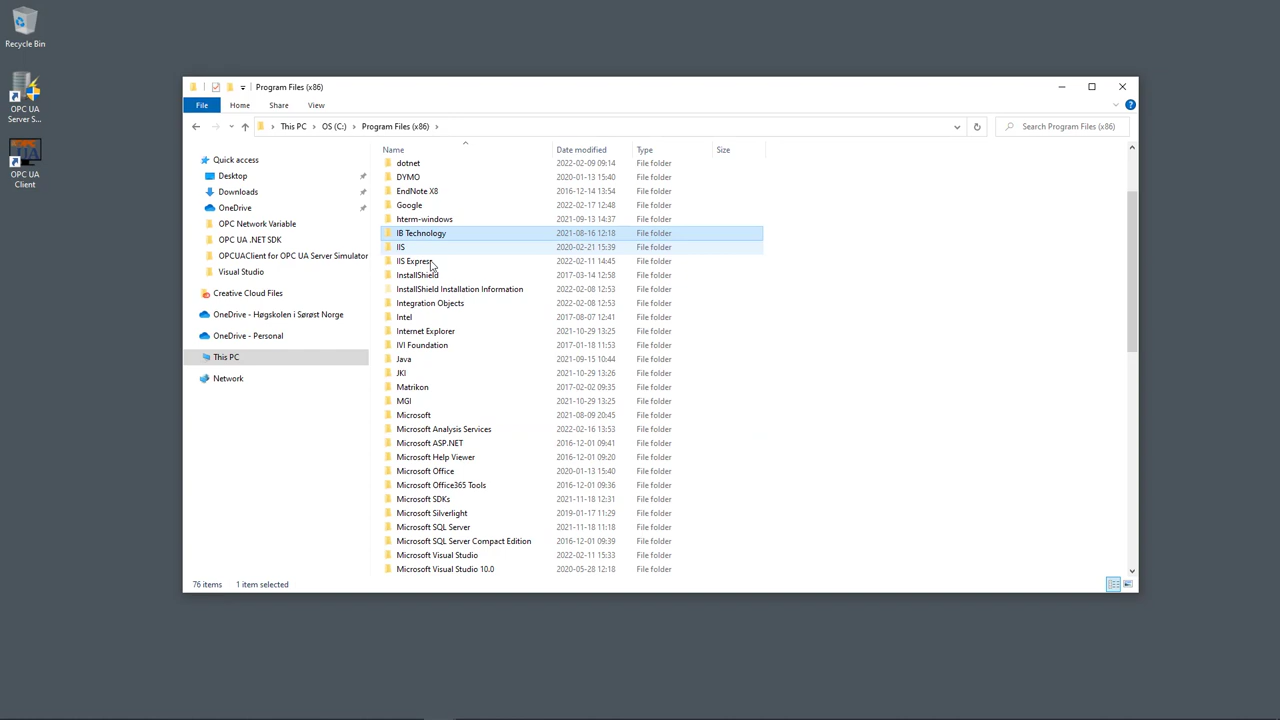 Recycle Bin
OPC UA
Server S...
OPC UA
Client
Program Files (x86)
File Home Share View
This PC OS (C:) Program Files (x86)
Search Program Files (x86)
Quick access
Desktop
Downloads
OneDrive
OPC Network Variable
OPC UA .NET SDK
OPCUAClient for OPC UA Server Simulator
Visual Studio
Creative Cloud Files
OneDrive - Høgskolen i Sørøst Norge
OneDrive - Personal
This PC
Network
Name Date modified Type Size
dotnet 2022-02-09 09:14 File folder
DYMO 2020-01-13 15:40 File folder
EndNote X8 2016-12-14 13:54 File folder
Google 2022-02-17 12:48 File folder
hterm-windows 2021-09-13 14:37 File folder
IB Technology 2021-08-16 12:18 File folder
IIS 2020-02-21 15:39 File folder
IIS Express 2022-02-11 14:45 File folder
InstallShield 2017-03-14 12:58 File folder
InstallShield Installation Information 2022-02-08 12:53 File folder
Integration Objects 2022-02-08 12:53 File folder
Intel 2017-08-07 12:41 File folder
Internet Explorer 2021-10-29 13:25 File folder
IVI Foundation 2017-01-18 11:53 File folder
Java 2021-09-15 10:44 File folder
JKI 2021-10-29 13:26 File folder
Matrikon 2017-02-02 09:35 File folder
MGI 2021-10-29 13:25 File folder
Microsoft 2021-08-09 20:45 File folder
Microsoft Analysis Services 2022-02-16 13:53 File folder
Microsoft ASP.NET 2016-12-01 09:41 File folder
Microsoft Help Viewer 2016-12-01 09:20 File folder
Microsoft Office 2020-01-13 15:40 File folder
Microsoft Office365 Tools 2016-12-01 09:36 File folder
Microsoft SDKs 2021-11-18 12:31 File folder
Microsoft Silverlight 2019-01-17 11:29 File folder
Microsoft SQL Server 2021-11-18 11:18 File folder
Microsoft SQL Server Compact Edition 2016-12-01 09:39 File folder
Microsoft Visual Studio 2022-02-11 15:33 File folder
Microsoft Visual Studio 10.0 2020-05-28 12:18 File folder
76 items 1 item selected